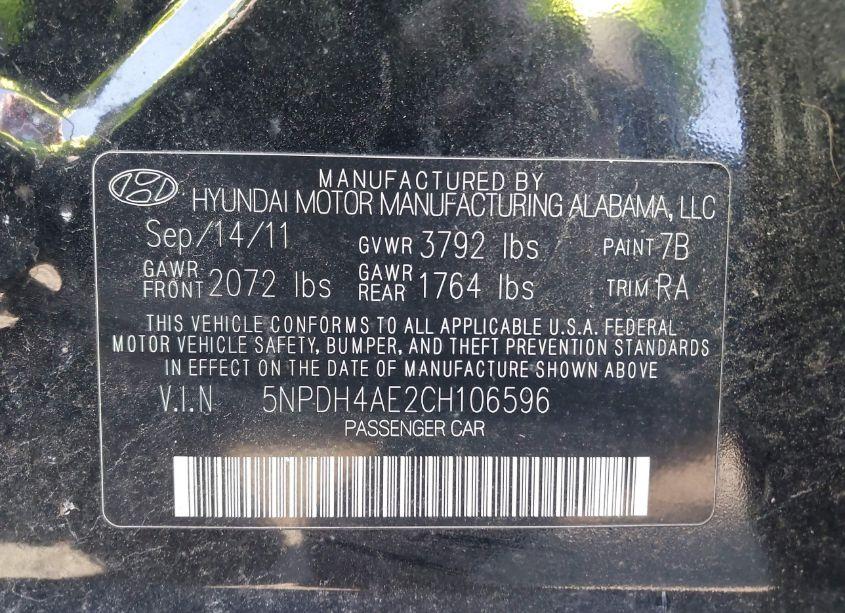 MANUFACTURED BY
HYUNDAI MOTOR MANUFACTURING ALABAMA, LLC
Sep/14/11 GVWR 3792 lbs PAINT 7B
GAWR FRONT 2072 lbs GAWR REAR 1764 lbs TRIM RA
THIS VEHICLE CONFORMS TO ALL APPLICABLE U.S.A. FEDERAL
MOTOR VEHICLE SAFETY, BUMPER, AND THEFT PREVENTION STANDARDS
IN EFFECT ON THE DATE OF MANUFACTURE SHOWN ABOVE
V.I.N 5NPDH4AE2CH106596
PASSENGER CAR